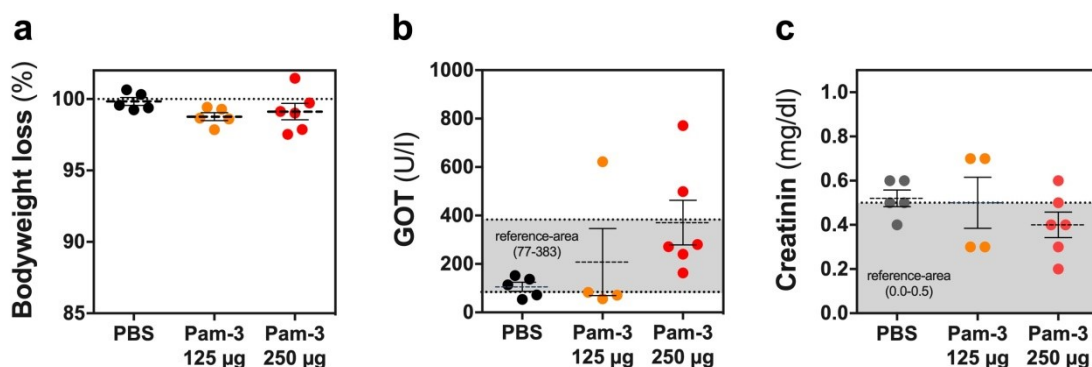 a
Bodyweight loss (%)
100
95
90
85
PBS
Pam-3
125 µg
Pam-3
250 µg
b
GOT (U/l)
1000
800
600
400
200
0
reference-area
(77-383)
PBS
Pam-3
125 µg
Pam-3
250 µg
c
Creatinin (mg/dl)
1.0
0.8
0.6
0.4
0.2
0.0
reference-area
(0.0-0.5)
PBS
Pam-3
125 µg
Pam-3
250 µg